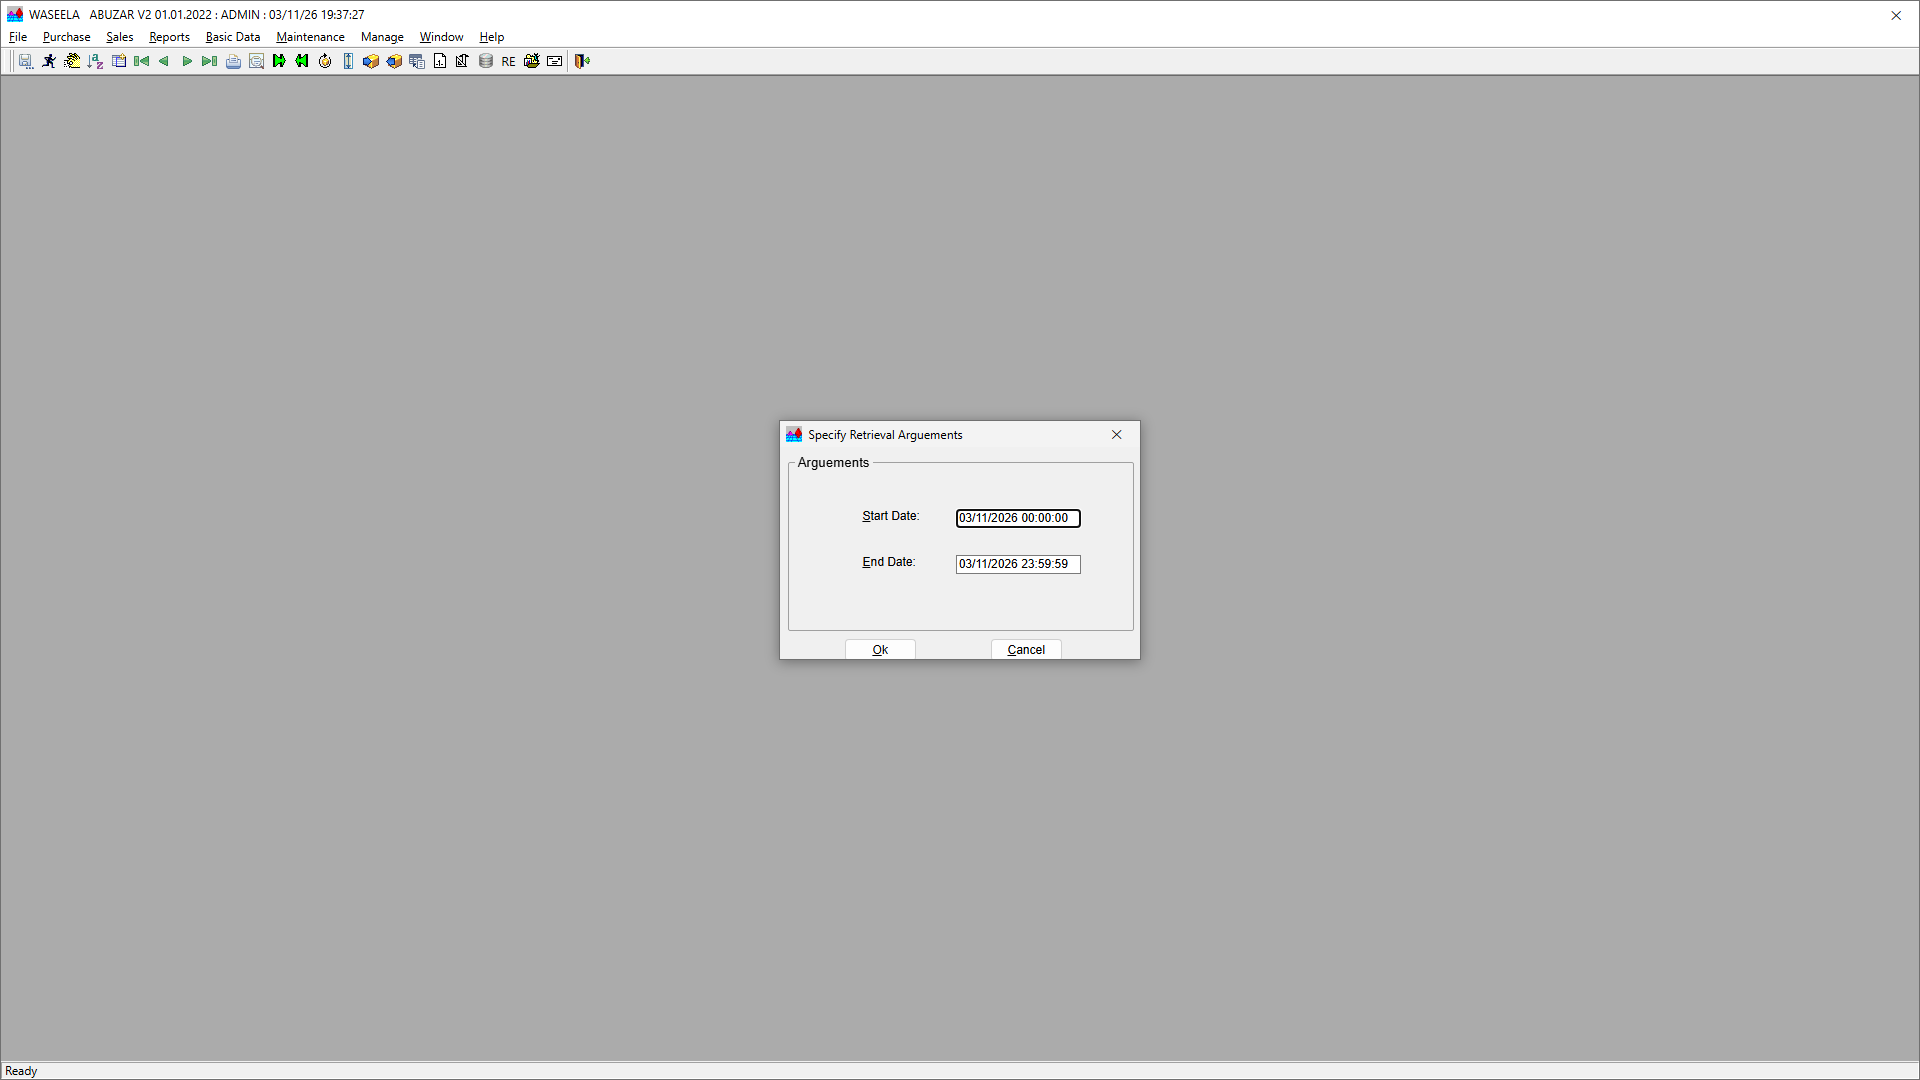 WASEELA   ABUZAR V2 01.01.2022 : ADMIN : 03/11/26 19:37:27
File Purchase Sales Reports Basic Data Maintenance Manage Window Help
RE
Specify Retrieval Arguements
Arguements
Start Date: 03/11/2026 00:00:00
End Date: 03/11/2026 23:59:59
Ok Cancel
Ready